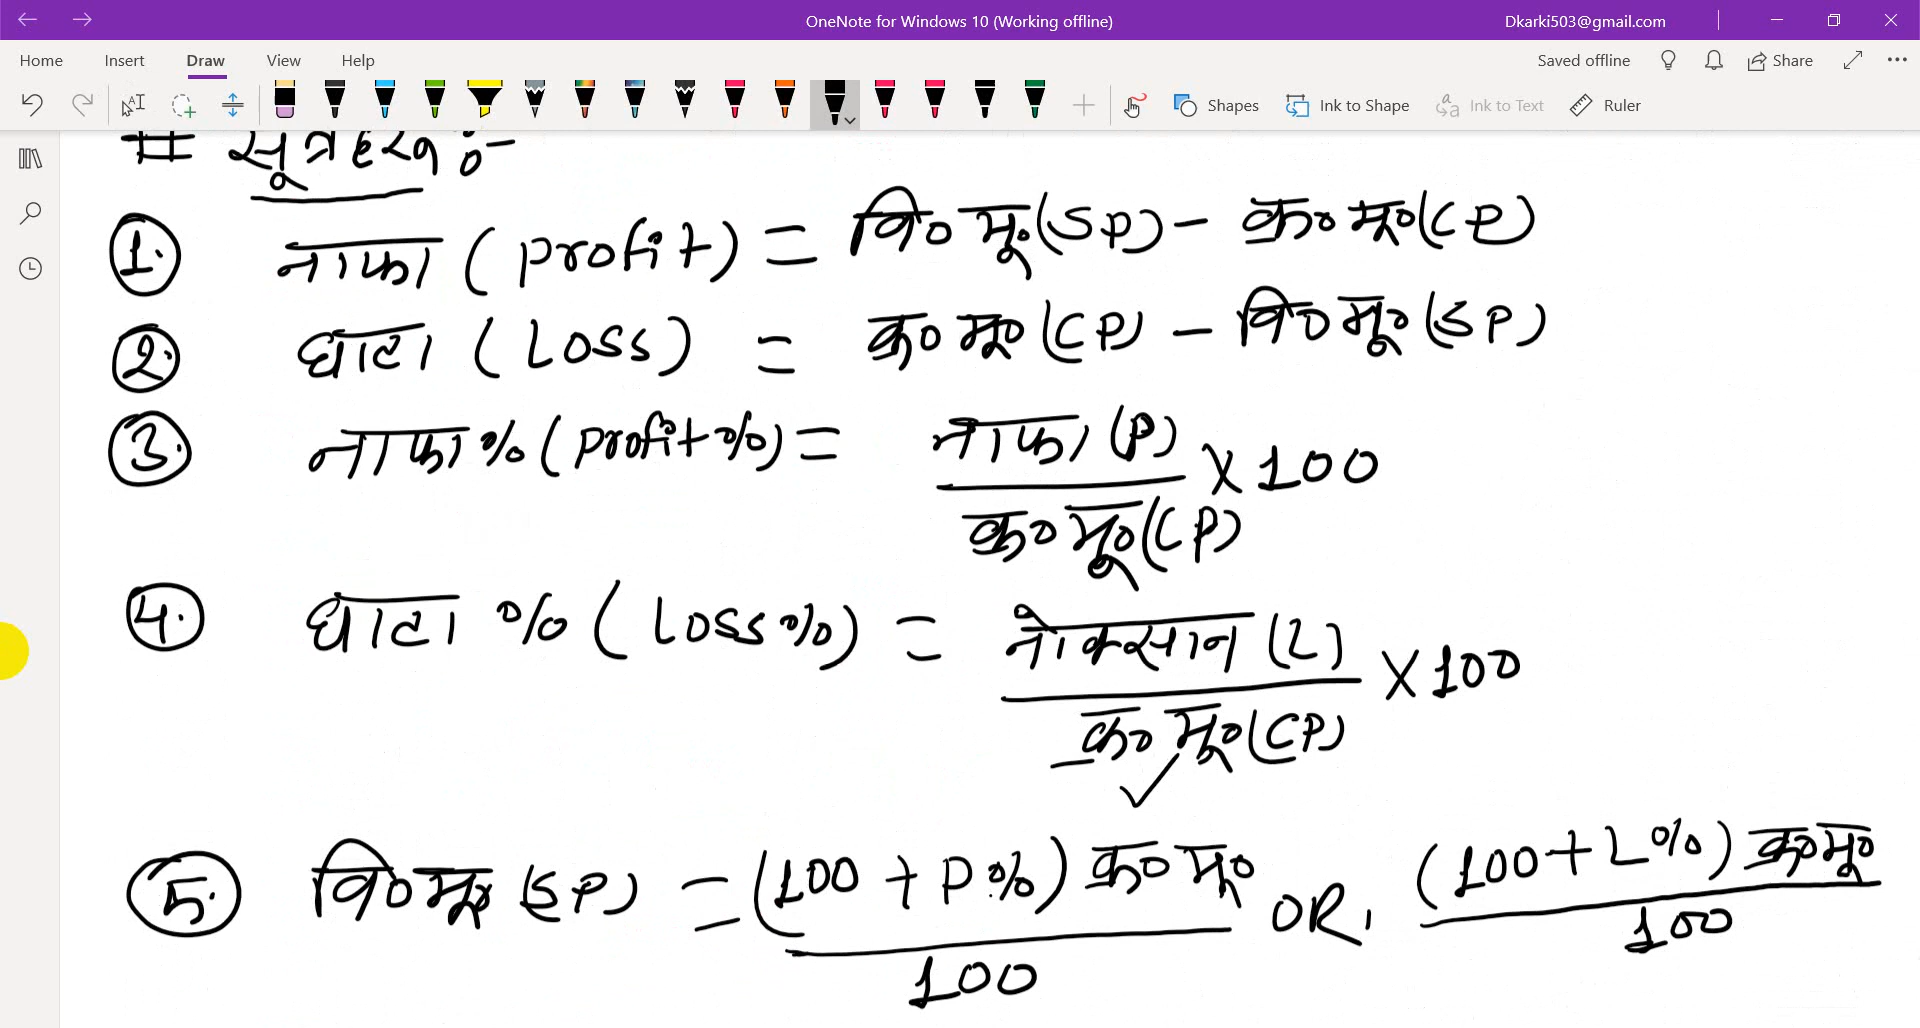 OneNote for Windows 10 (Working offline)
Dkarki503@gmail.com
Home Insert Draw View Help
Saved offline Share
Shapes Ink to Shape Ink to Text Ruler
# सूत्रहरू :-
1. नाफा (profit) = वि० मू० (SP) - क्र० मू० (CP)
2. घाटा (LOSS) = क्र० मू० (CP) - वि० मू० (SP)
3. नाफा % (profit %) = नाफा (P)
क्र० मू० (CP)
X 100
4. घाटा % (LOSS %) = नोक्सान (L)
क्र० मू० (CP)
X 100
5. वि० मू० (SP) = (100 + P%) क्र० मू०
100
OR, (100 + L%) क्र० मू०
100